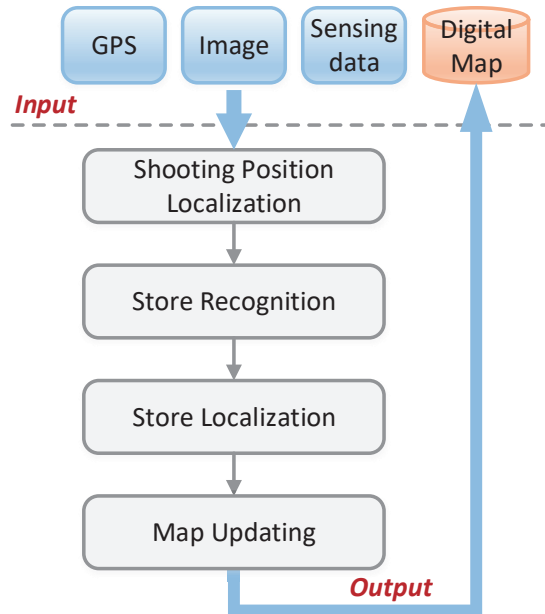 GPS
Image
Sensing
data
Digital
Map
Input
Shooting Position
Localization
Store Recognition
Store Localization
Map Updating
Output